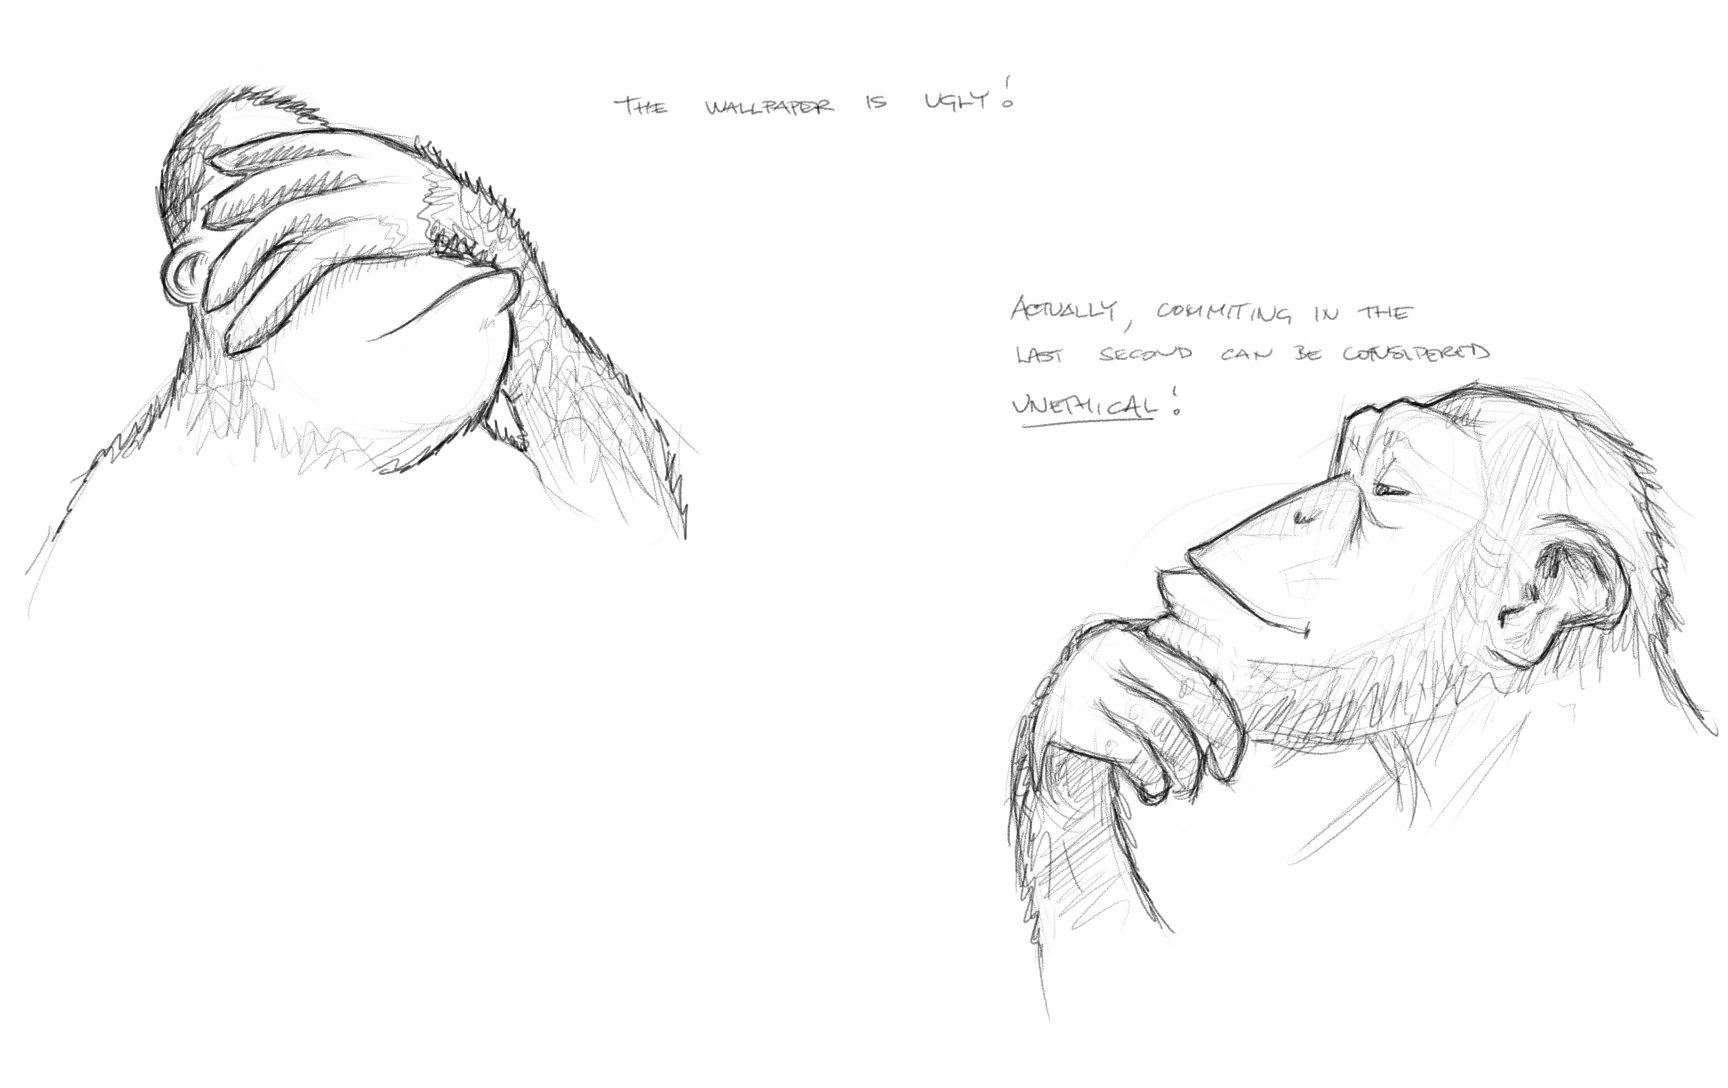 THE WALLPAPER IS UGLY!
ACTUALLY, COMMITING IN THE
LAST SECOND CAN BE CONSIDERED
UNETHICAL!